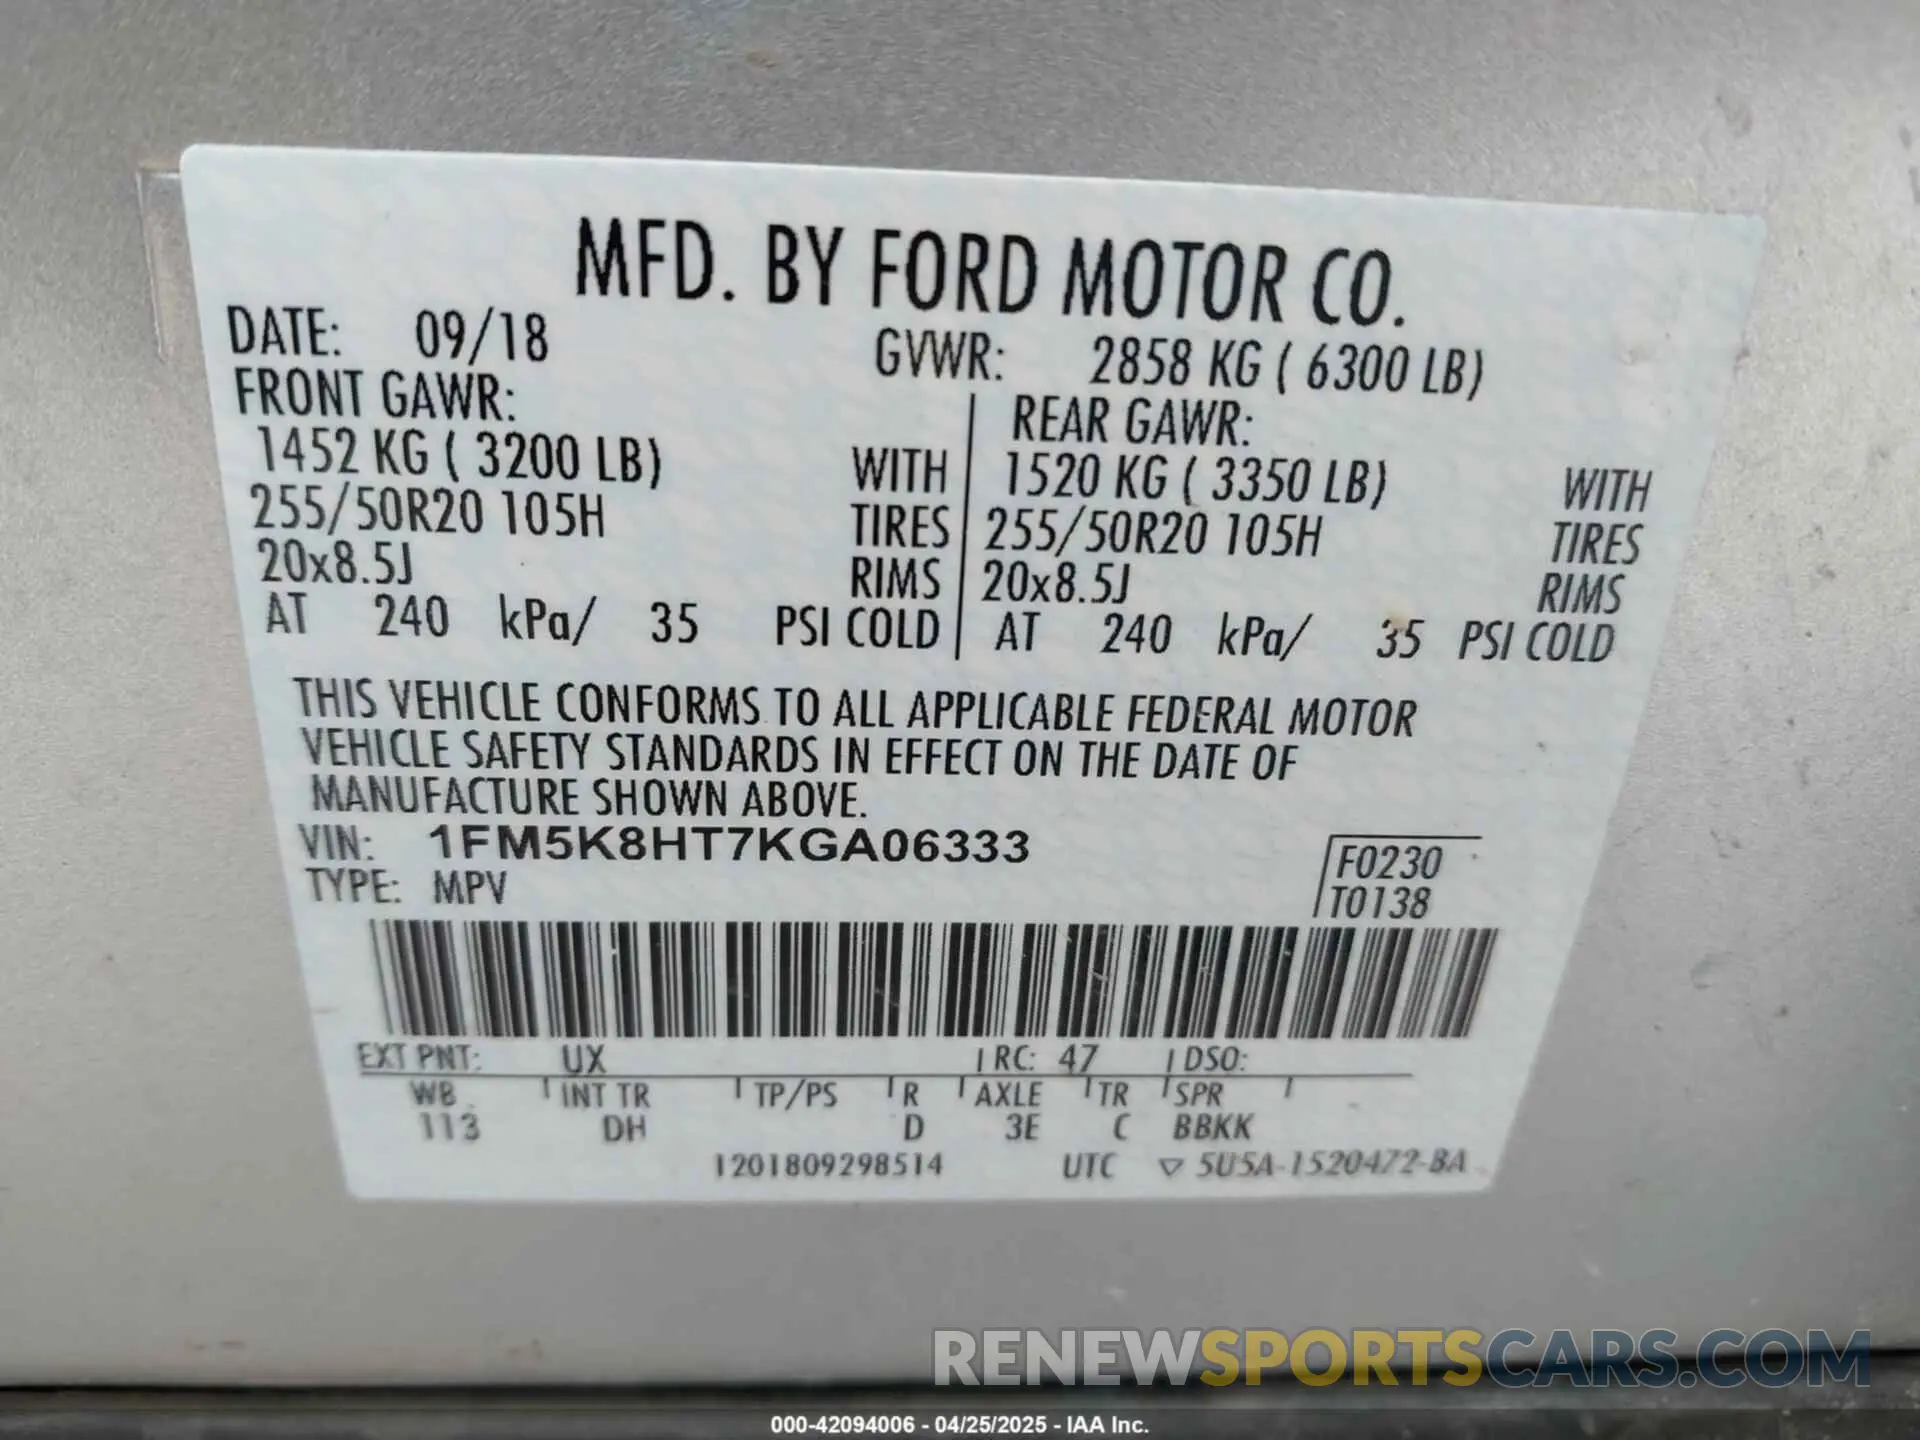 MFD. BY FORD MOTOR CO.
DATE: 09/18 GVWR: 2858 KG ( 6300 LB)
FRONT GAWR: REAR GAWR:
1452 KG ( 3200 LB) WITH 1520 KG ( 3350 LB) WITH
255/50R20 105H TIRES 255/50R20 105H TIRES
20x8.5J RIMS 20x8.5J RIMS
AT 240 kPa/ 35 PSI COLD AT 240 kPa/ 35 PSI COLD
THIS VEHICLE CONFORMS TO ALL APPLICABLE FEDERAL MOTOR
VEHICLE SAFETY STANDARDS IN EFFECT ON THE DATE OF
MANUFACTURE SHOWN ABOVE.
VIN: 1FM5K8HT7KGA06333
TYPE: MPV
F0230
T0138
EXT PNT: UX RC: 47 DSO:
WB INT TR TP/PS R AXLE TR SPR
113 DH D 3E C BBKK
1201809298514 UTC ▽ 5U5A-1520472-BA
RENEWSPORTSCARS.COM
000-42094006 - 04/25/2025 - IAA Inc.